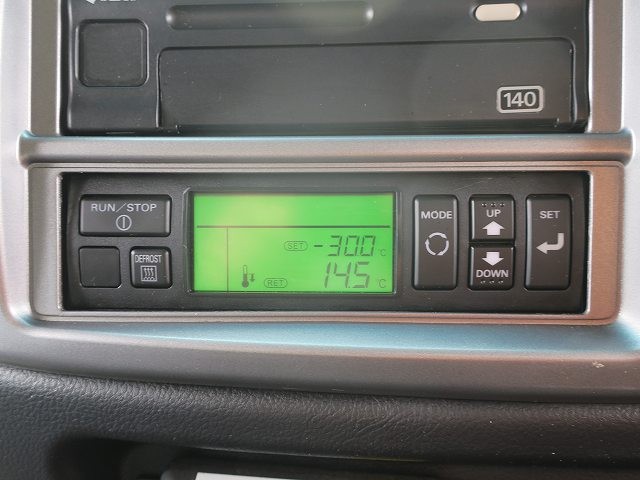 140
RUN/STOP
DEFROST
SET -30.0 °C
RET 14.5 °C
MODE
UP
DOWN
SET